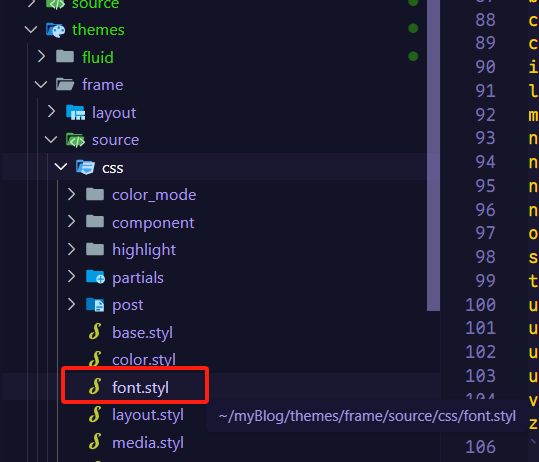 source
themes
fluid
frame
layout
source
css
color_mode
component
highlight
partials
post
base.styl
color.styl
font.styl
layout.styl
media.styl
~/myBlog/themes/frame/source/css/font.styl
88 c
89 c
90 i
91 l
92 m
93 n
94 n
95 n
96 n
97 o
98 s
99 t
100 u
101 u
102 u
103 u
v
z
106 `